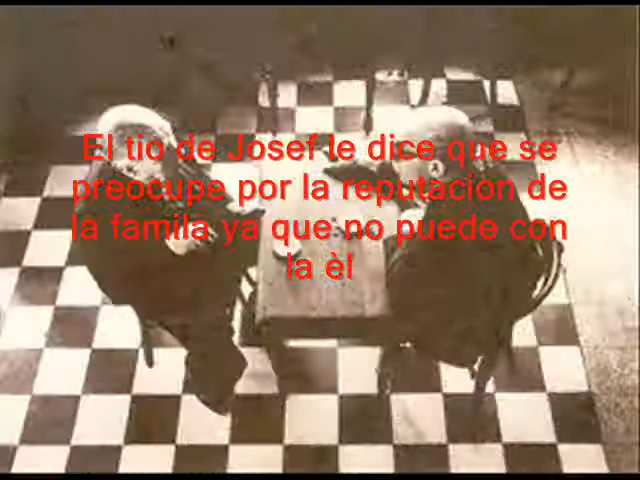 El tio de Josef le dice que se
preocupe por la reputacion de
la famila ya que no puede con
la èl